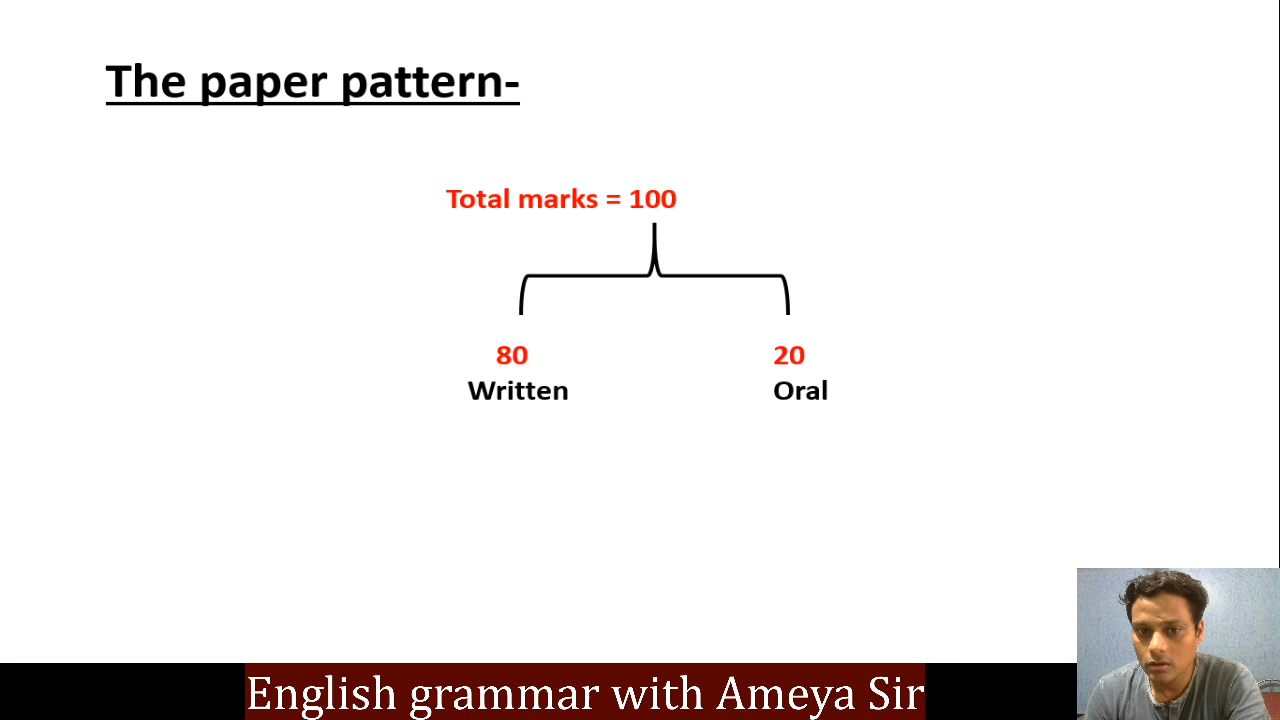 The paper pattern-
Total marks = 100
80 20
Written Oral
English grammar with Ameya Sir